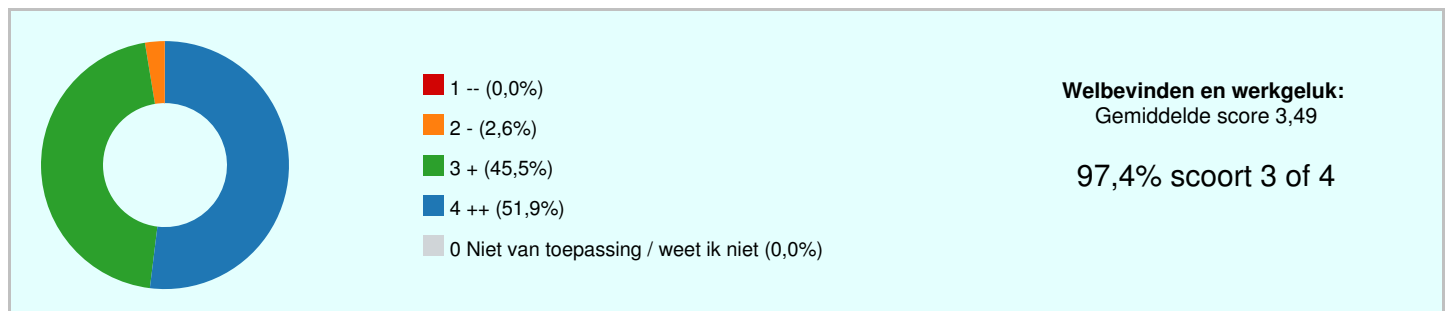 1 -- (0,0%)
2 - (2,6%)
3 + (45,5%)
4 ++ (51,9%)
0 Niet van toepassing / weet ik niet (0,0%)
Welbevinden en werkgeluk:
Gemiddelde score 3,49
97,4% scoort 3 of 4